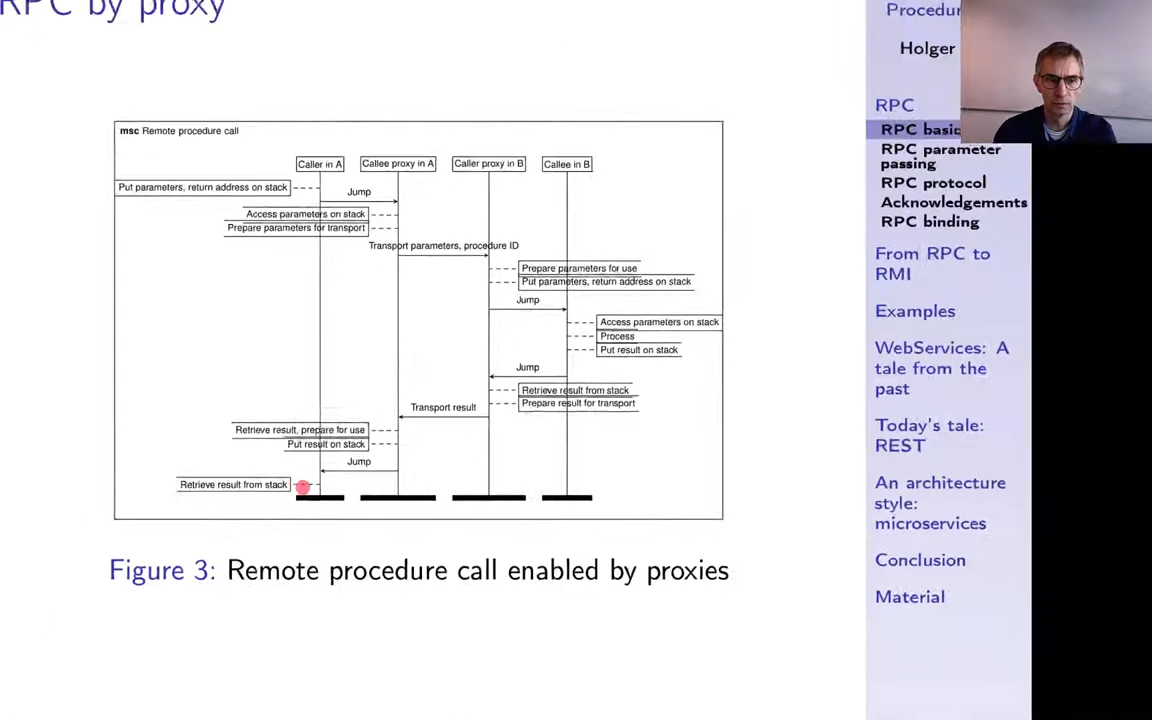 RPC by proxy
msc Remote procedure call
Caller in A
Callee proxy in A
Caller proxy in B
Callee in B
Put parameters, return address on stack
Jump
Access parameters on stack
Prepare parameters for transport
Transport parameters, procedure ID
Prepare parameters for use
Put parameters, return address on stack
Jump
Access parameters on stack
Process
Put result on stack
Jump
Retrieve result from stack
Prepare result for transport
Transport result
Retrieve result, prepare for use
Put result on stack
Jump
Retrieve result from stack
Figure 3: Remote procedure call enabled by proxies
Holger
RPC
RPC parameter
passing
RPC protocol
Acknowledgements
RPC binding
From RPC to
RMI
Examples
WebServices: A
tale from the
past
Today's tale:
REST
An architecture
style:
microservices
Conclusion
Material